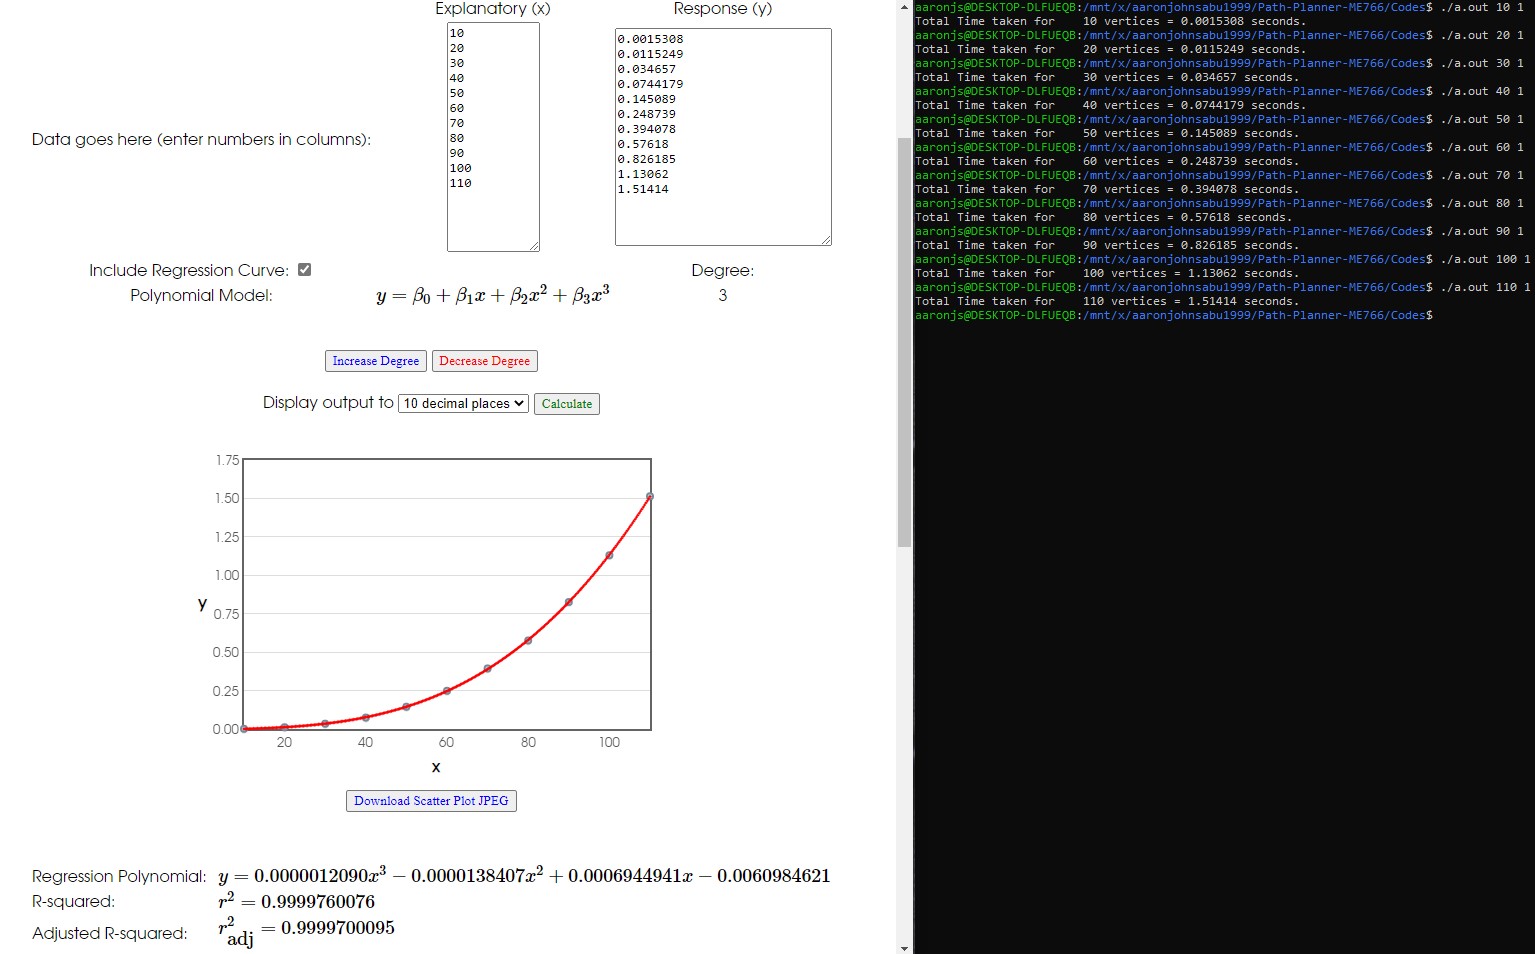 Explanatory (x) Response (y)
10
20
30
40
50
60
70
80
90
100
110
0.0015308
0.0115249
0.034657
0.0744179
0.145089
0.248739
0.394078
0.57618
0.826185
1.13062
1.51414
Data goes here (enter numbers in columns):
Include Regression Curve: Degree:
Polynomial Model: y = β₀ + β₁x + β₂x² + β₃x³ 3
Increase Degree Decrease Degree
Display output to 10 decimal places Calculate
1.75
1.50
1.25
1.00
0.75
0.50
0.25
0.00
y
20 40 60 80 100
x
Download Scatter Plot JPEG
Regression Polynomial: y = 0.0000012090x³ − 0.0000138407x² + 0.0006944941x − 0.0060984621
R-squared: r² = 0.9999760076
Adjusted R-squared: r²adj = 0.9999700095
aaronjs@DESKTOP-DLFUEQB:/mnt/x/aaronjohnsabu1999/Path-Planner-ME766/Codes$ ./a.out 10 1
Total Time taken for 10 vertices = 0.0015308 seconds.
aaronjs@DESKTOP-DLFUEQB:/mnt/x/aaronjohnsabu1999/Path-Planner-ME766/Codes$ ./a.out 20 1
Total Time taken for 20 vertices = 0.0115249 seconds.
aaronjs@DESKTOP-DLFUEQB:/mnt/x/aaronjohnsabu1999/Path-Planner-ME766/Codes$ ./a.out 30 1
Total Time taken for 30 vertices = 0.034657 seconds.
aaronjs@DESKTOP-DLFUEQB:/mnt/x/aaronjohnsabu1999/Path-Planner-ME766/Codes$ ./a.out 40 1
Total Time taken for 40 vertices = 0.0744179 seconds.
aaronjs@DESKTOP-DLFUEQB:/mnt/x/aaronjohnsabu1999/Path-Planner-ME766/Codes$ ./a.out 50 1
Total Time taken for 50 vertices = 0.145089 seconds.
aaronjs@DESKTOP-DLFUEQB:/mnt/x/aaronjohnsabu1999/Path-Planner-ME766/Codes$ ./a.out 60 1
Total Time taken for 60 vertices = 0.248739 seconds.
aaronjs@DESKTOP-DLFUEQB:/mnt/x/aaronjohnsabu1999/Path-Planner-ME766/Codes$ ./a.out 70 1
Total Time taken for 70 vertices = 0.394078 seconds.
aaronjs@DESKTOP-DLFUEQB:/mnt/x/aaronjohnsabu1999/Path-Planner-ME766/Codes$ ./a.out 80 1
Total Time taken for 80 vertices = 0.57618 seconds.
aaronjs@DESKTOP-DLFUEQB:/mnt/x/aaronjohnsabu1999/Path-Planner-ME766/Codes$ ./a.out 90 1
Total Time taken for 90 vertices = 0.826185 seconds.
aaronjs@DESKTOP-DLFUEQB:/mnt/x/aaronjohnsabu1999/Path-Planner-ME766/Codes$ ./a.out 100 1
Total Time taken for 100 vertices = 1.13062 seconds.
aaronjs@DESKTOP-DLFUEQB:/mnt/x/aaronjohnsabu1999/Path-Planner-ME766/Codes$ ./a.out 110 1
Total Time taken for 110 vertices = 1.51414 seconds.
aaronjs@DESKTOP-DLFUEQB:/mnt/x/aaronjohnsabu1999/Path-Planner-ME766/Codes$